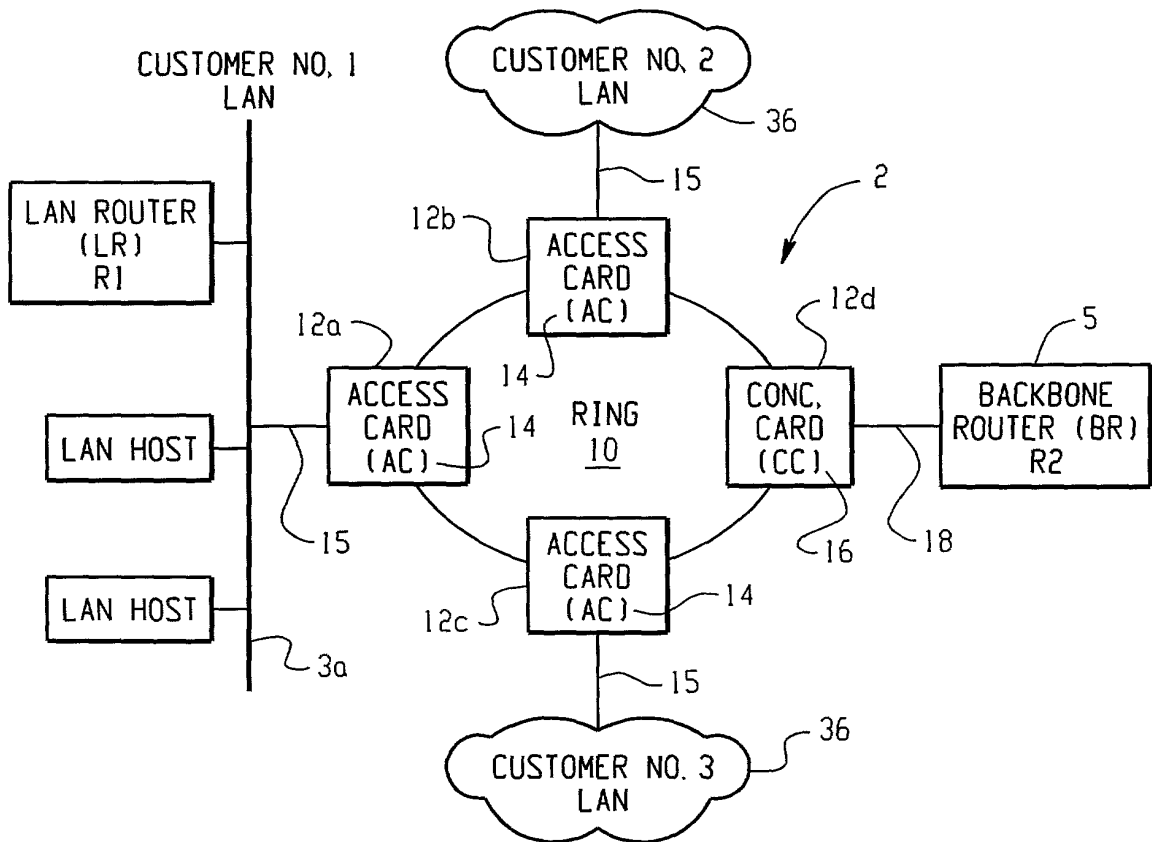 CUSTOMER NO. 1
LAN
CUSTOMER NO. 2
LAN
36
15
2
LAN ROUTER
(LR)
R1
12b
ACCESS
CARD
(AC)
14
12a
12d
5
ACCESS
CARD
(AC)
14
RING
10
CONC.
CARD
(CC)
BACKBONE
ROUTER (BR)
R2
LAN HOST
15
16
18
ACCESS
CARD
(AC)
14
12c
LAN HOST
3a
15
36
CUSTOMER NO. 3
LAN